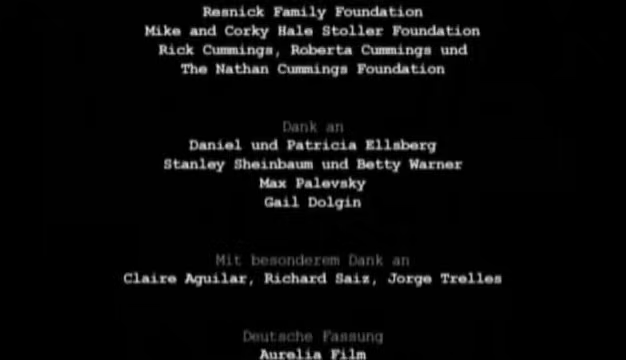 Resnick Family Foundation
Mike and Corky Hale Stoller Foundation
Rick Cummings, Roberta Cummings und
The Nathan Cummings Foundation
Dank an
Daniel und Patricia Ellsberg
Stanley Sheinbaum und Betty Warner
Max Palevsky
Gail Dolgin
Mit besonderem Dank an
Claire Aguilar, Richard Saiz, Jorge Trelles
Deutsche Fassung
Aurelia Film